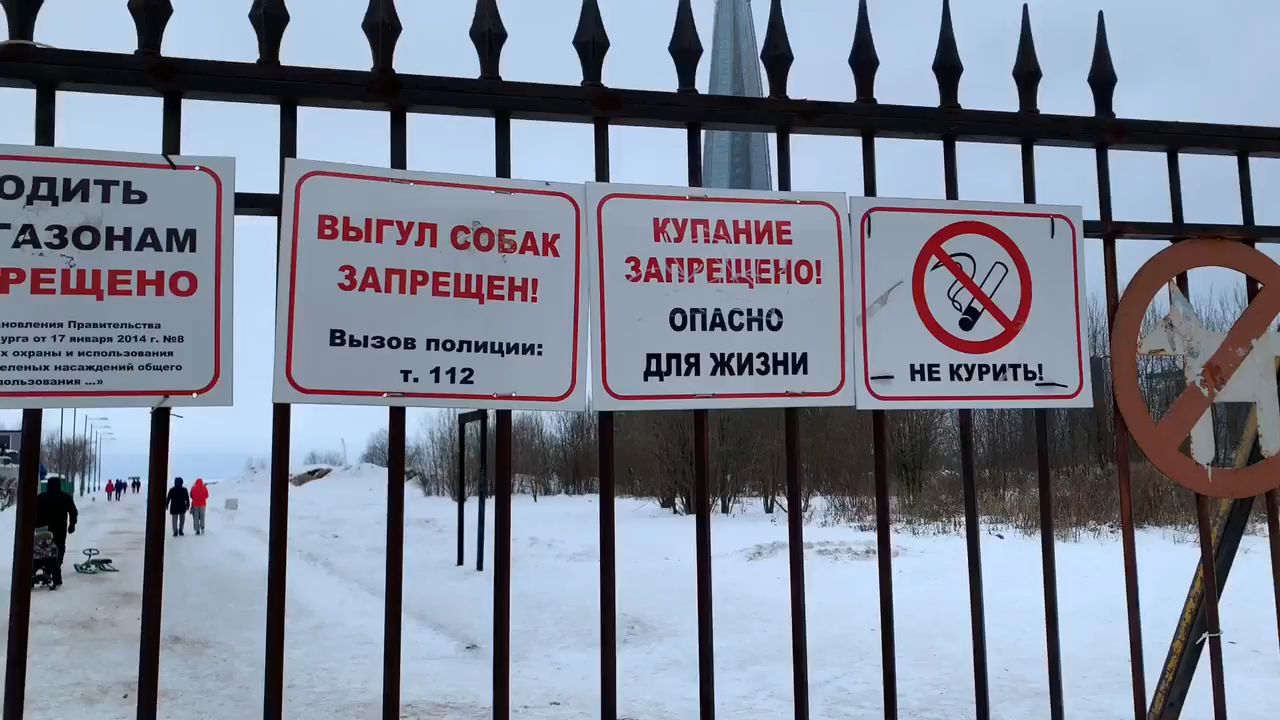 ОДИТЬ
ГАЗОНАМ
РЕЩЕНО
ановления Правительства
урга от 17 января 2014 г. №8
х охраны и использования
еленых насаждений общего
пользования ...»
ВЫГУЛ СОБАК
ЗАПРЕЩЕН!
Вызов полиции:
т. 112
КУПАНИЕ
ЗАПРЕЩЕНО!
ОПАСНО
ДЛЯ ЖИЗНИ
НЕ КУРИТЬ!